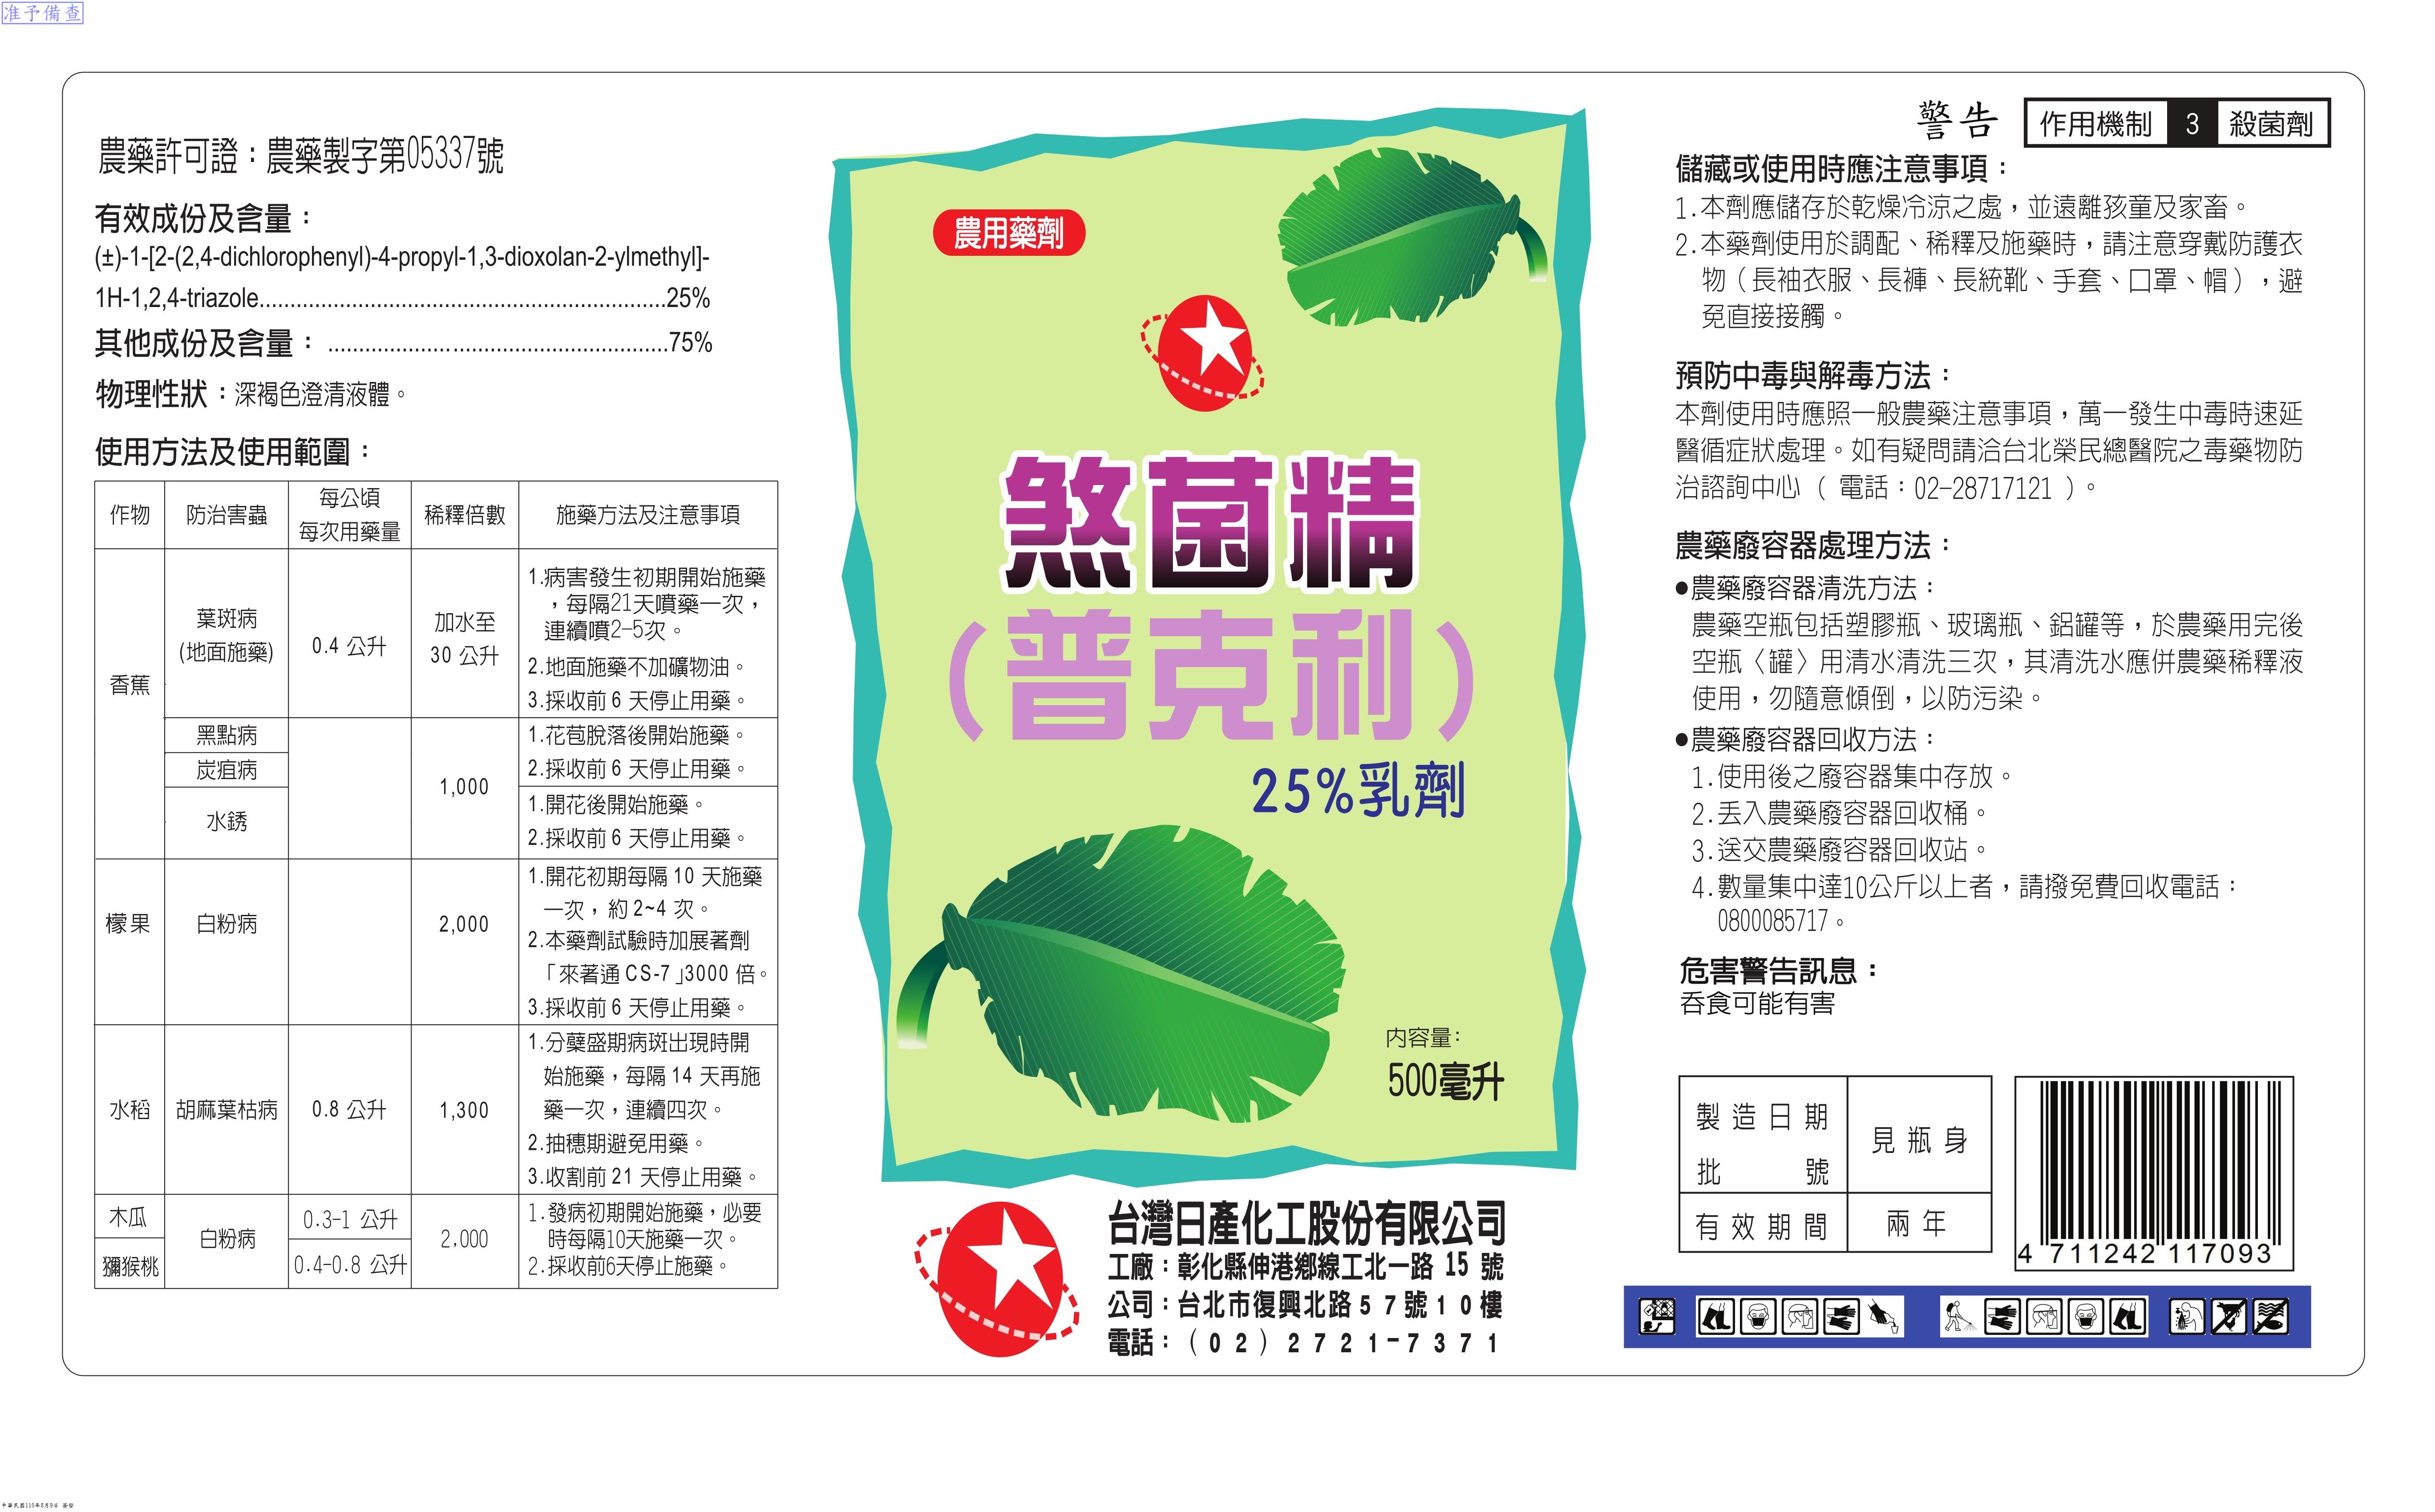 准予備查
農藥許可證：農藥製字第05337號
有效成份及含量：
(±)-1-[2-(2,4-dichlorophenyl)-4-propyl-1,3-dioxolan-2-ylmethyl]-
1H-1,2,4-triazole..................................................................25%
其他成份及含量： .......................................................75%
物理性狀：深褐色澄清液體。
使用方法及使用範圍：
作物 防治害蟲 每公頃 每次用藥量 稀釋倍數 施藥方法及注意事項
香蕉
葉斑病
(地面施藥)
0.4 公升
加水至
30 公升
1.病害發生初期開始施藥
，每隔21天噴藥一次，
連續噴2-5次。
2.地面施藥不加礦物油。
3.採收前 6 天停止用藥。
黑點病
炭疽病
水銹
1,000
1.花苞脫落後開始施藥。
2.採收前 6 天停止用藥。
1.開花後開始施藥。
2.採收前 6 天停止用藥。
檬果
白粉病
2,000
1.開花初期每隔 10 天施藥
一次，約 2~4 次。
2.本藥劑試驗時加展著劑
「來著通 CS-7 」3000 倍。
3.採收前 6 天停止用藥。
水稻
胡麻葉枯病
0.8 公升
1,300
1.分蘗盛期病斑出現時開
始施藥，每隔 14 天再施
藥一次，連續四次。
2.抽穗期避免用藥。
3.收割前 21 天停止用藥。
木瓜
獼猴桃
白粉病
0.3-1 公升
0.4-0.8 公升
2,000
1.發病初期開始施藥，必要
時每隔10天施藥一次。
2.採收前6天停止施藥。
農用藥劑
煞菌精
（普克利）
25%乳劑
內容量：
500毫升
台灣日產化工股份有限公司
工廠：彰化縣伸港鄉線工北一路 15 號
公司：台北市復興北路５７號１０樓
電話：（０２）２７２１－７３７１
警告 作用機制 3 殺菌劑
儲藏或使用時應注意事項：
1.本劑應儲存於乾燥冷涼之處，並遠離孩童及家畜。
2.本藥劑使用於調配、稀釋及施藥時，請注意穿戴防護衣
物（長袖衣服、長褲、長統靴、手套、口罩、帽），避
免直接接觸。
預防中毒與解毒方法：
本劑使用時應照一般農藥注意事項，萬一發生中毒時速延
醫循症狀處理。如有疑問請洽台北榮民總醫院之毒藥物防
治諮詢中心（ 電話：02-28717121 ）。
農藥廢容器處理方法：
●農藥廢容器清洗方法：
農藥空瓶包括塑膠瓶、玻璃瓶、鋁罐等，於農藥用完後
空瓶〈罐〉用清水清洗三次，其清洗水應併農藥稀釋液
使用，勿隨意傾倒，以防污染。
●農藥廢容器回收方法：
1.使用後之廢容器集中存放。
2.丟入農藥廢容器回收桶。
3.送交農藥廢容器回收站。
4.數量集中達10公斤以上者，請撥免費回收電話：
0800085717。
危害警告訊息：
吞食可能有害
製造日期
批號
見瓶身
有效期間 兩年
4 711242 117093